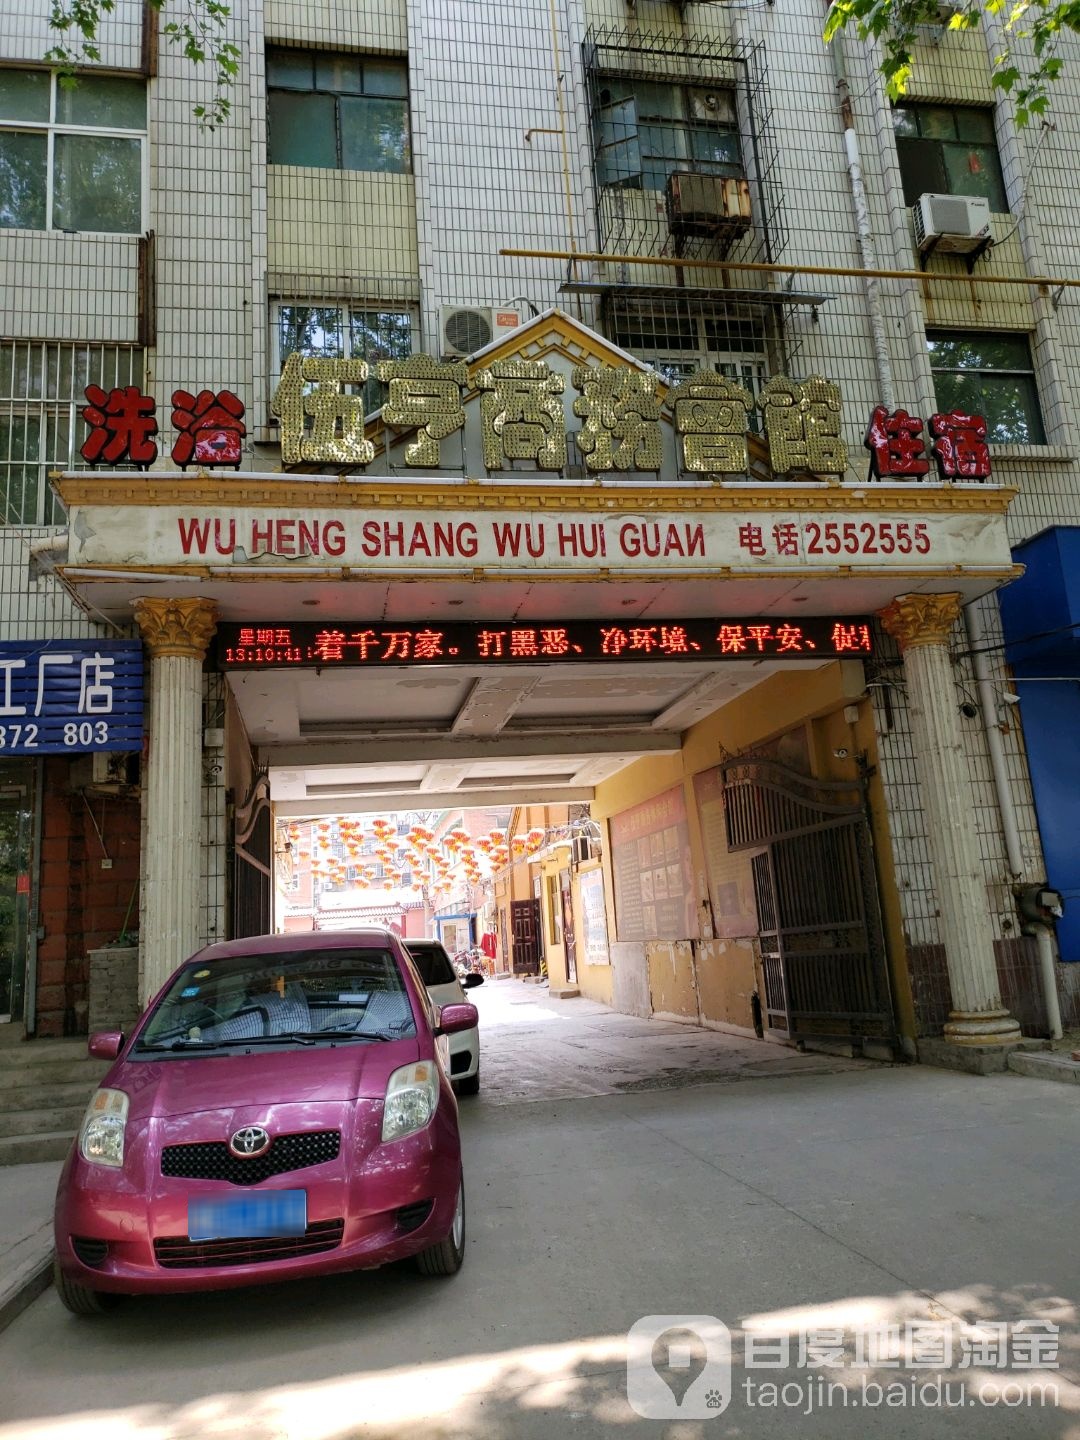 洗浴 伍亨商務會館 住宿
WU HENG SHANG WU HUI GUAN 电话2552555
星期五
13:10:41
着千万家。打黑恶、净环境、保平安、促
工厂店
372 803
百度地图淘金
taojin.baidu.com